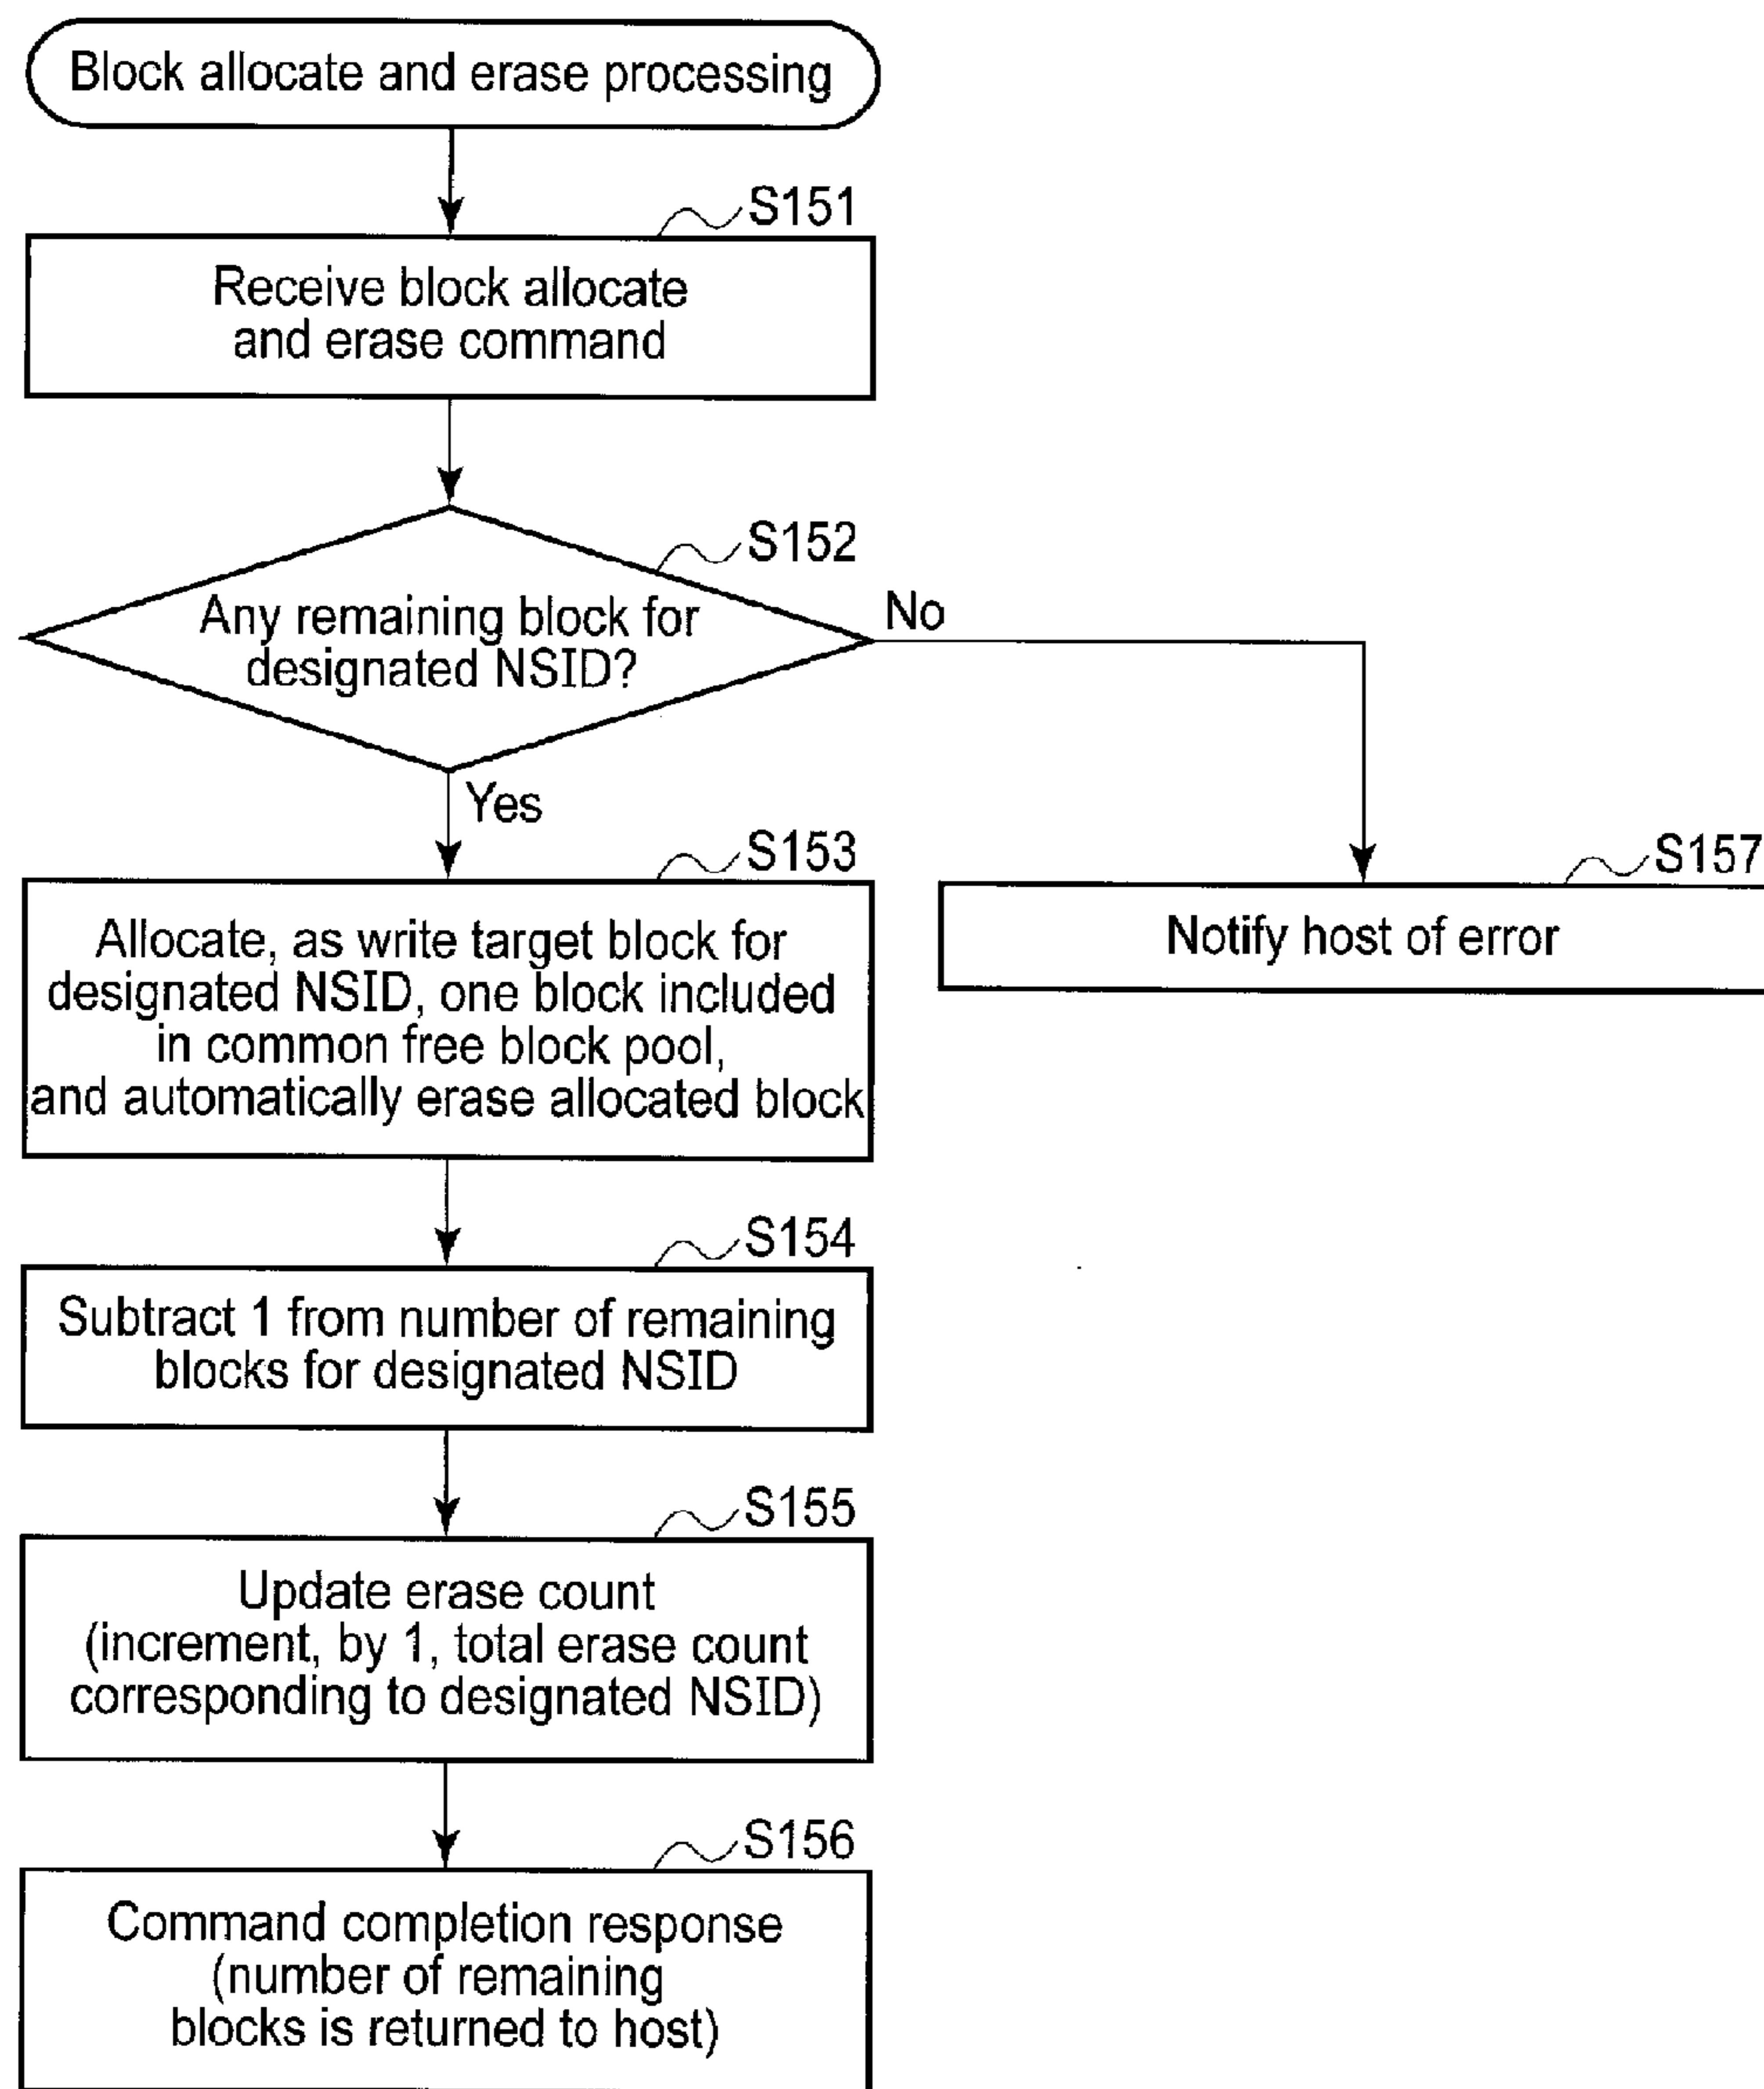 Block allocate and erase processing
S151
Receive block allocate
and erase command
S152
Any remaining block for
designated NSID?
No
Yes
S153
Allocate, as write target block for
designated NSID, one block included
in common free block pool,
and automatically erase allocated block
S157
Notify host of error
S154
Subtract 1 from number of remaining
blocks for designated NSID
S155
Update erase count
(increment, by 1, total erase count
corresponding to designated NSID)
S156
Command completion response
(number of remaining
blocks is returned to host)